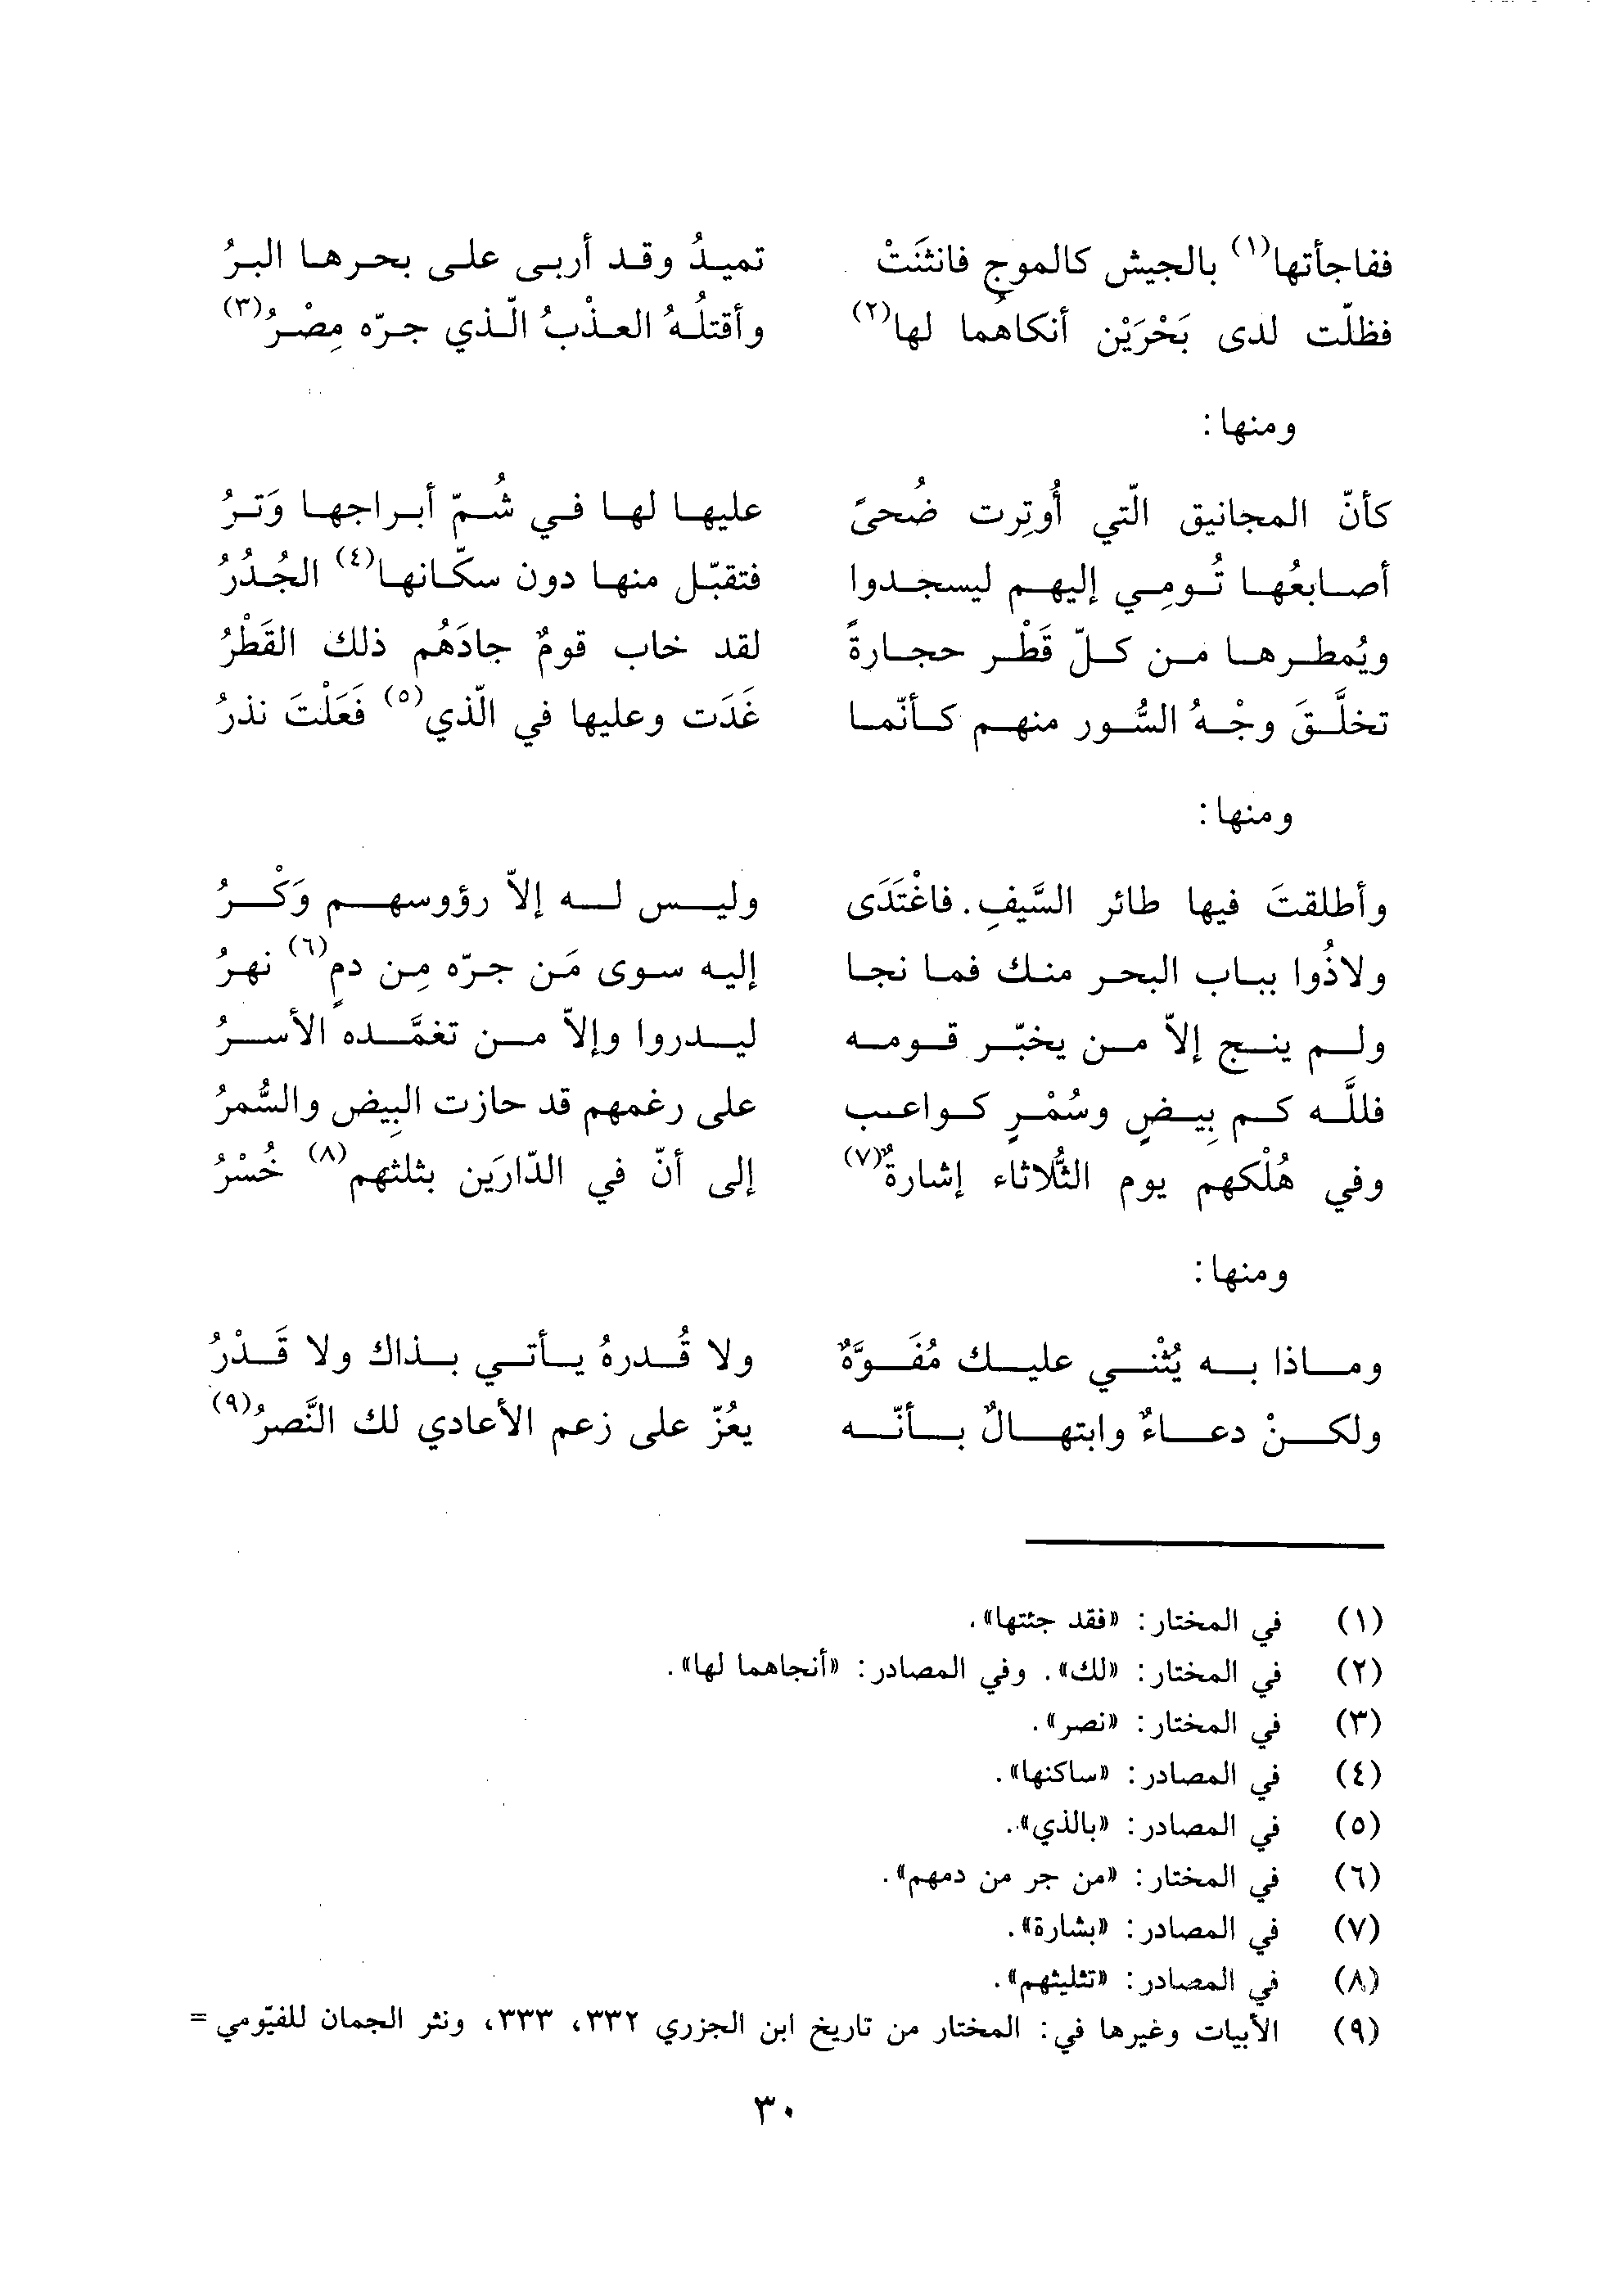 ففاجأتها(١) بالجيش كالموجِ فانثنَتْ تميدُ وقد أربى على بحرها البرُ
فظلّت لدى بَحْرَيْن أنكاهُما لها(٢) وأقتلُهُ العذْبُ الّذي جرّه مِصْرُ(٣)
ومنها:
كأنّ المجانيق الّتي أُوتِرت ضُحىً عليها لها في شُمّ أبراجها وَترُ
أصابعُها تُومِي إليهم ليسجدوا فتقبّل منها دون سكّانها(٤) الجُدُرُ
ويُمطرها من كلّ قَطْر حجارةً لقد خاب قومٌ جادَهُم ذلك القَطْرُ
تخلَّقَ وجْهُ السُّور منهم كأنّما غَدَت وعليها في الّذي(٥) فَعَلْتَ نذرُ
ومنها:
وأطلقتَ فيها طائر السَّيفِ. فاغْتَدَى وليس له إلاّ رؤوسهم وَكْرُ
ولاذُوا بباب البحر منك فما نجا إليه سوى مَن جرّه مِن دمٍ(٦) نهرُ
ولم ينج إلاّ من يخبّر قومه ليدروا وإلاّ من تغمَّده الأسرُ
فللَّه كم بِيضٍ وسُمْرٍ كواعب على رغمهم قد حازت البِيض والسُّمرُ
وفي هُلْكهم يوم الثُّلاثاء إشارةٌ(٧) إلى أنّ في الدّارَين بثلثهم(٨) خُسْرُ
ومنها:
وماذا به يُثْني عليك مُفَوَّهٌ ولا قُدرهُ يأتي بذاك ولا قَدْرُ
ولكنْ دعاءٌ وابتهالٌ بأنّه يعُزّ على زعم الأعادي لك النَّصرُ(٩)
(١) في المختار: «فقد جئتها».
(٢) في المختار: «لك». وفي المصادر: «أنجاهما لها».
(٣) في المختار: «نصر».
(٤) في المصادر: «ساكنها».
(٥) في المصادر: «بالذي».
(٦) في المختار: «من جر من دمهم».
(٧) في المصادر: «بشارة».
(٨) في المصادر: «تثليثهم».
(٩) الأبيات وغيرها في: المختار من تاريخ ابن الجزري ٣٣٢، ٣٣٣، ونثر الجمان للفيّومي =
٣٠